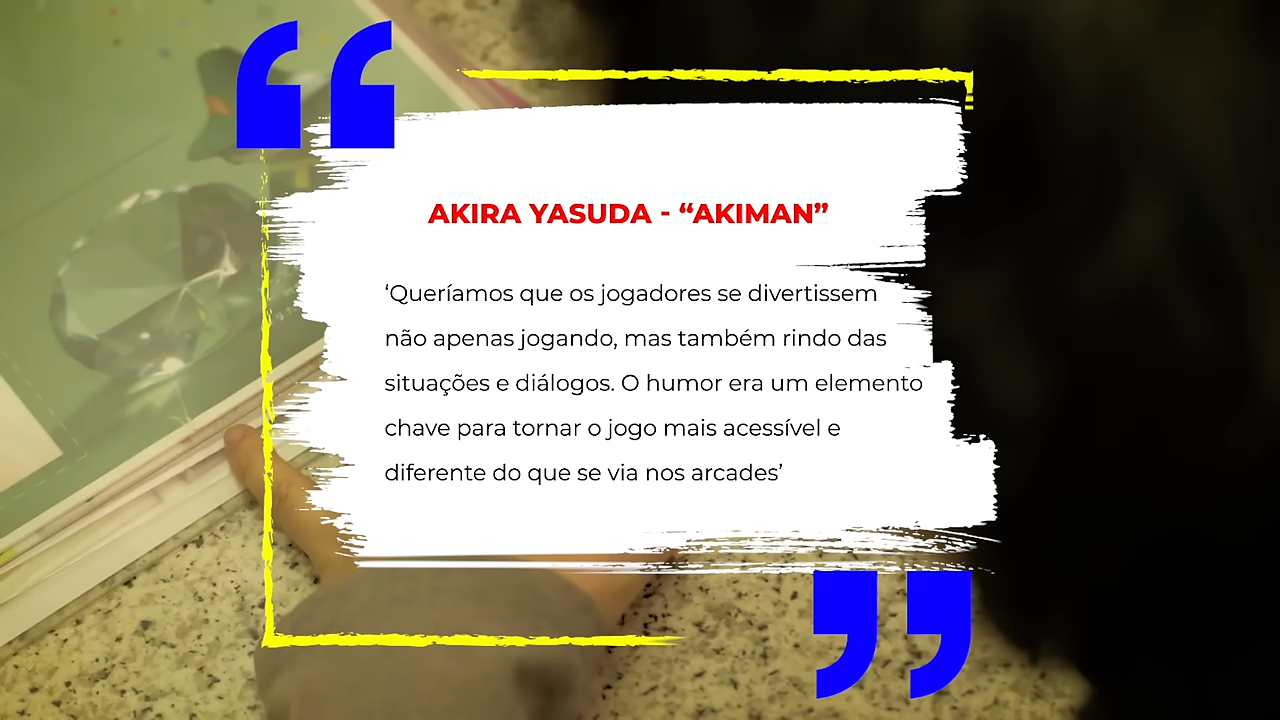 AKIRA YASUDA - “AKIMAN”
‘Queríamos que os jogadores se divertissem
não apenas jogando, mas também rindo das
situações e diálogos. O humor era um elemento
chave para tornar o jogo mais acessível e
diferente do que se via nos arcades’